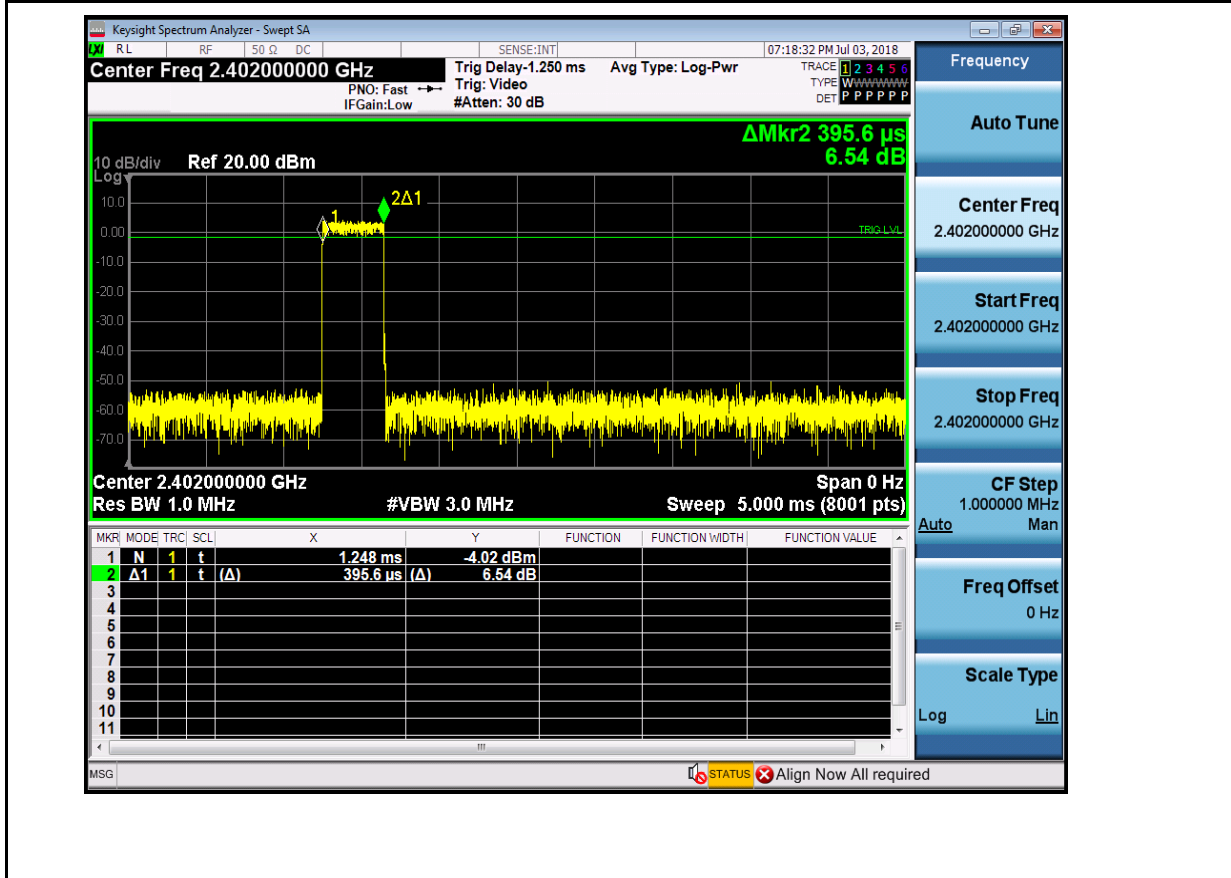 Keysight Spectrum Analyzer - Swept SA
LXI RL RF 50 Ω DC SENSE:INT 07:18:32 PM Jul 03, 2018
Center Freq 2.402000000 GHz
PNO: Fast
IFGain:Low
Trig Delay-1.250 ms
Trig: Video
#Atten: 30 dB
Avg Type: Log-Pwr
TRACE 1 2 3 4 5 6
TYPE WWWWWW
DET P P P P P P
ΔMkr2 395.6 µs
6.54 dB
10 dB/div Ref 20.00 dBm
Log
10.0
0.00
-10.0
-20.0
-30.0
-40.0
-50.0
-60.0
-70.0
1
2Δ1
TRIG LVL
Center 2.402000000 GHz Span 0 Hz
Res BW 1.0 MHz #VBW 3.0 MHz Sweep 5.000 ms (8001 pts)
MKR MODE TRC SCL X Y FUNCTION FUNCTION WIDTH FUNCTION VALUE
1 N 1 t 1.248 ms -4.02 dBm
2 Δ1 1 t (Δ) 395.6 µs (Δ) 6.54 dB
3
4
5
6
7
8
9
10
11
MSG STATUS Align Now All required
Frequency
Auto Tune
Center Freq
2.402000000 GHz
Start Freq
2.402000000 GHz
Stop Freq
2.402000000 GHz
CF Step
1.000000 MHz
Auto Man
Freq Offset
0 Hz
Scale Type
Log Lin